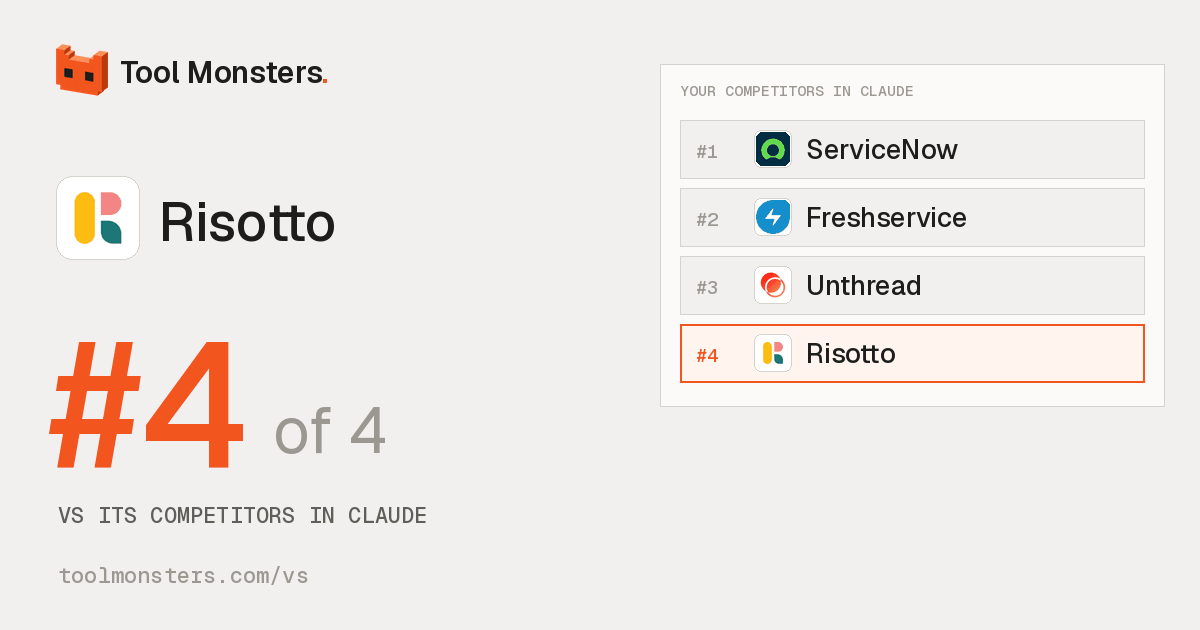 Tool Monsters.
Risotto
#4 of 4
VS ITS COMPETITORS IN CLAUDE
toolmonsters.com/vs
YOUR COMPETITORS IN CLAUDE
#1 ServiceNow
#2 Freshservice
#3 Unthread
#4 Risotto